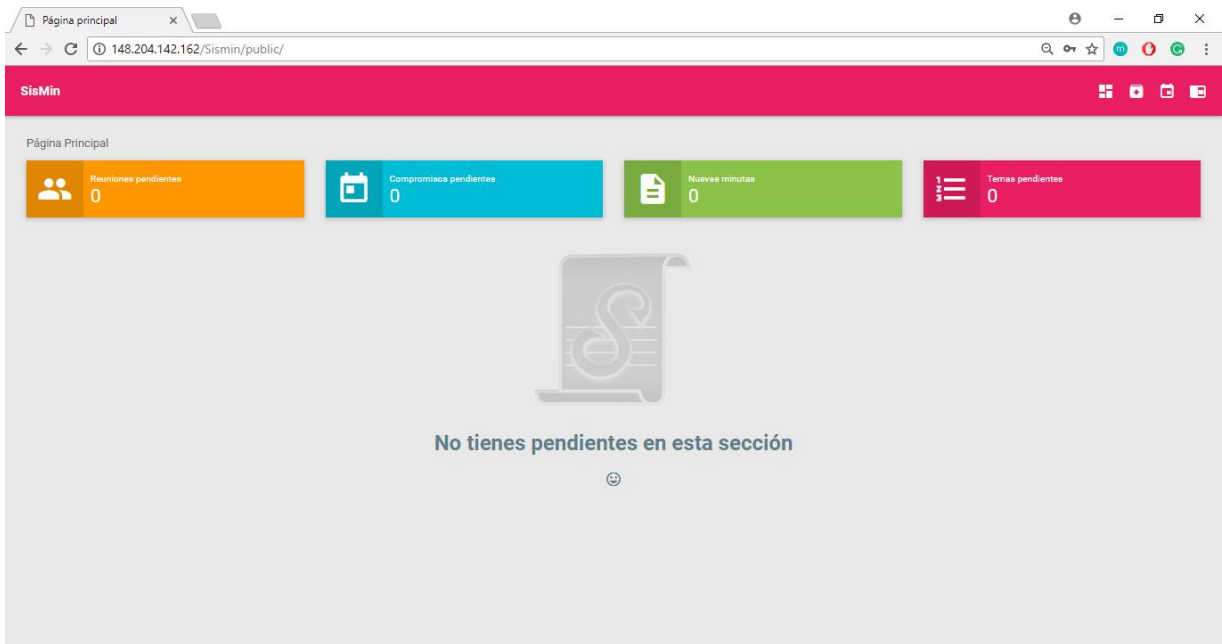 Página principal
148.204.142.162/Sismin/public/
SisMin
Página Principal
Reuniones pendientes
0
Compromisos pendientes
0
Nuevas minutas
0
Temas pendientes
0
No tienes pendientes en esta sección